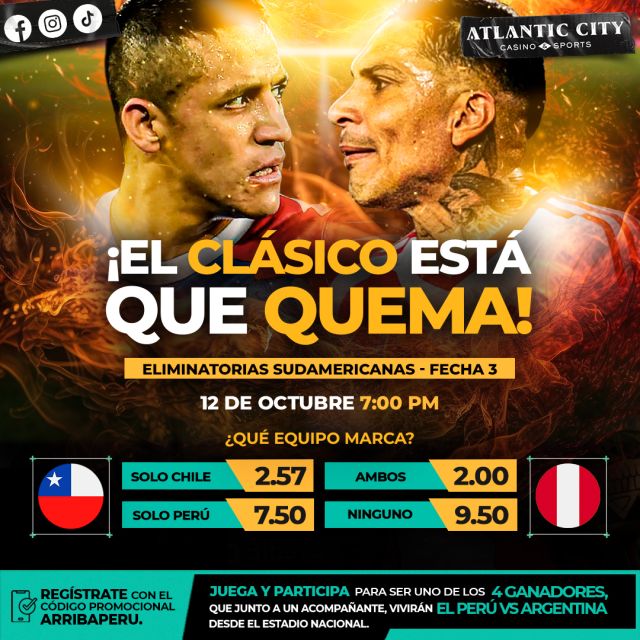 ATLANTIC CITY
CASINO & SPORTS
¡EL CLÁSICO ESTÁ
QUE QUEMA!
ELIMINATORIAS SUDAMERICANAS - FECHA 3
12 DE OCTUBRE 7:00 PM
¿QUÉ EQUIPO MARCA?
SOLO CHILE 2.57
AMBOS 2.00
SOLO PERÚ 7.50
NINGUNO 9.50
REGÍSTRATE CON EL
CÓDIGO PROMOCIONAL
ARRIBAPERU.
JUEGA Y PARTICIPA PARA SER UNO DE LOS 4 GANADORES,
QUE JUNTO A UN ACOMPAÑANTE, VIVIRÁN EL PERÚ VS ARGENTINA
DESDE EL ESTADIO NACIONAL.